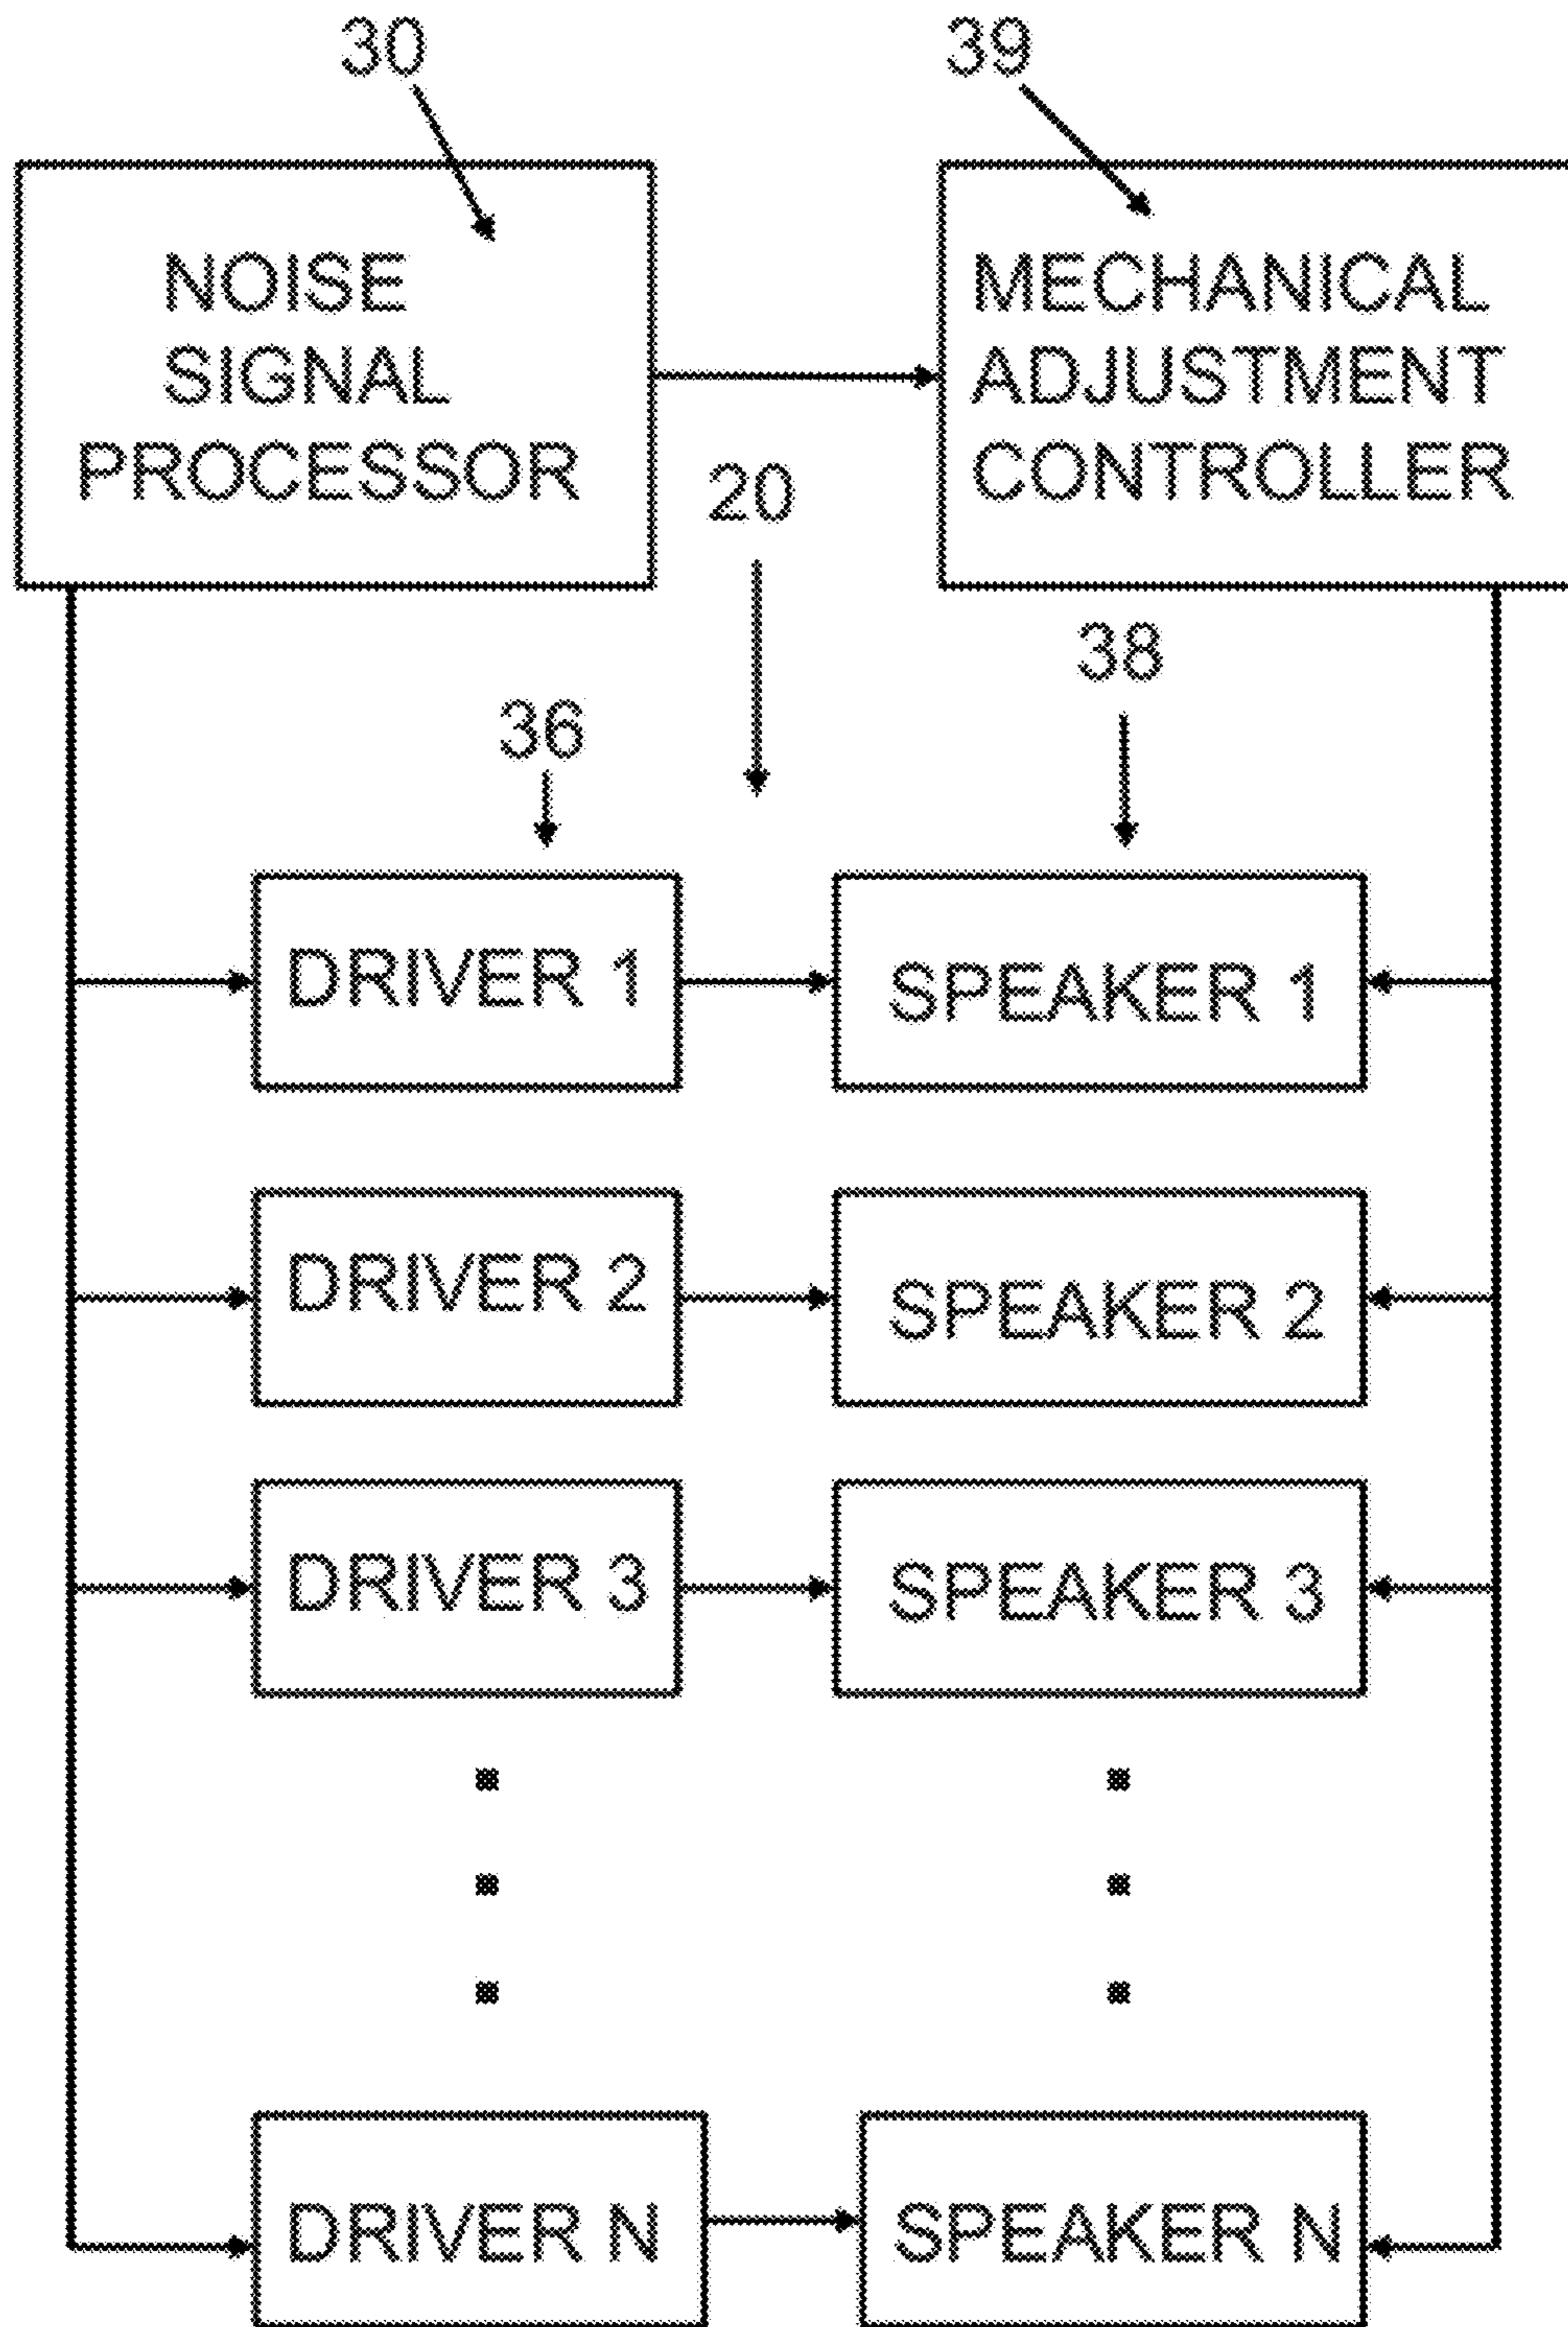 30
39
NOISE
SIGNAL
PROCESSOR
MECHANICAL
ADJUSTMENT
CONTROLLER
20
38
36
DRIVER 1
SPEAKER 1
DRIVER 2
SPEAKER 2
DRIVER 3
SPEAKER 3
DRIVER N
SPEAKER N